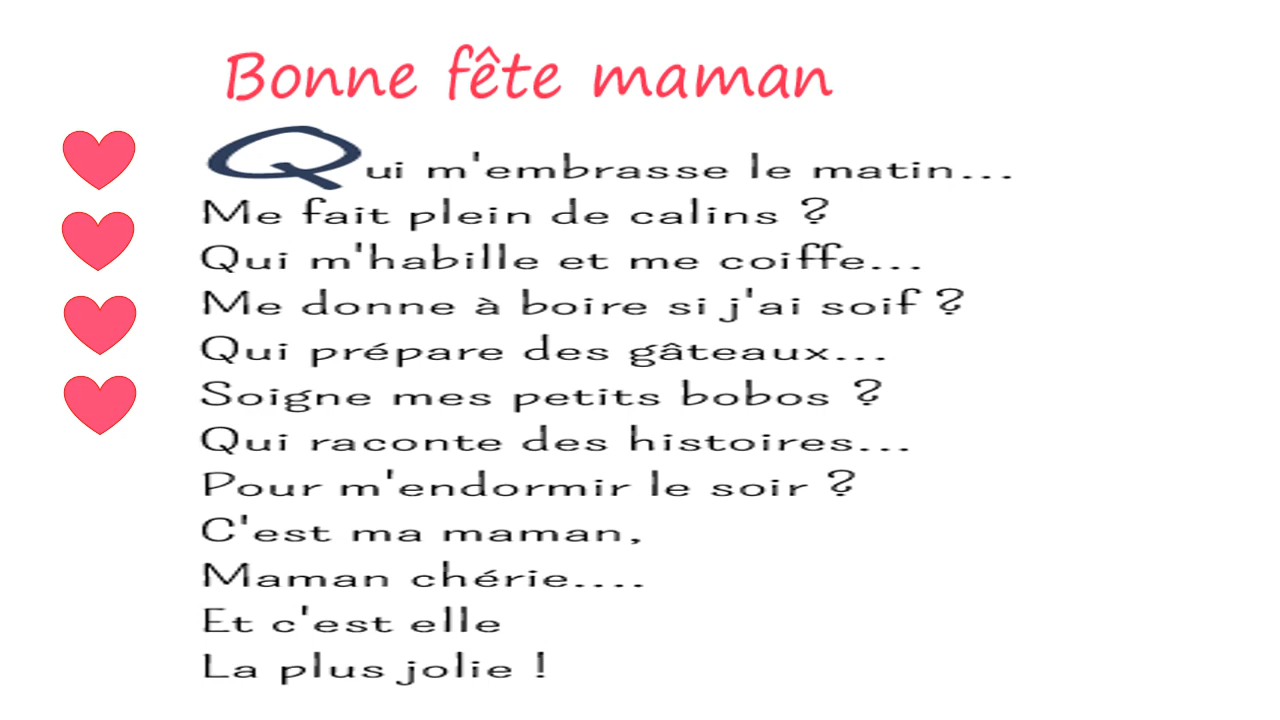 Bonne fête maman
Qui m'embrasse le matin...
Me fait plein de calins ?
Qui m'habille et me coiffe...
Me donne à boire si j'ai soif ?
Qui prépare des gâteaux...
Soigne mes petits bobos ?
Qui raconte des histoires...
Pour m'endormir le soir ?
C'est ma maman,
Maman chérie....
Et c'est elle
La plus jolie !